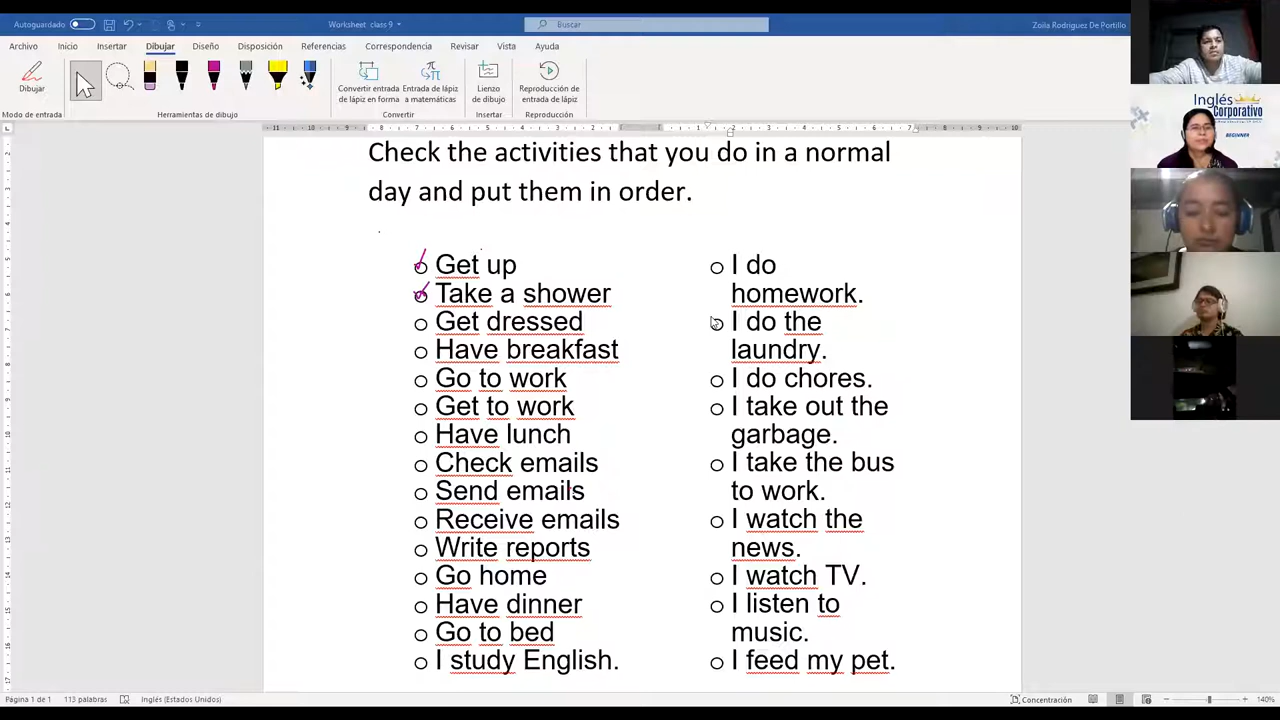 Autoguardado
Worksheet class 9
Buscar
Zoila Rodriguez De Portillo
Archivo Inicio Insertar Dibujar Diseño Disposición Referencias Correspondencia Revisar Vista Ayuda
Dibujar
Convertir entrada de lápiz en forma
Entrada de lápiz a matemáticas
Lienzo de dibujo
Reproducción de entrada de lápiz
Modo de entrada Herramientas de dibujo Convertir Insertar Reproducción
Check the activities that you do in a normal
day and put them in order.
Get up
Take a shower
Get dressed
Have breakfast
Go to work
Get to work
Have lunch
Check emails
Send emails
Receive emails
Write reports
Go home
Have dinner
Go to bed
I study English.
I do
homework.
I do the
laundry.
I do chores.
I take out the
garbage.
I take the bus
to work.
I watch the
news.
I watch TV.
I listen to
music.
I feed my pet.
Inglés
Corporativo
BEGINNER
Página 1 de 1 113 palabras Inglés (Estados Unidos) Concentración 140%